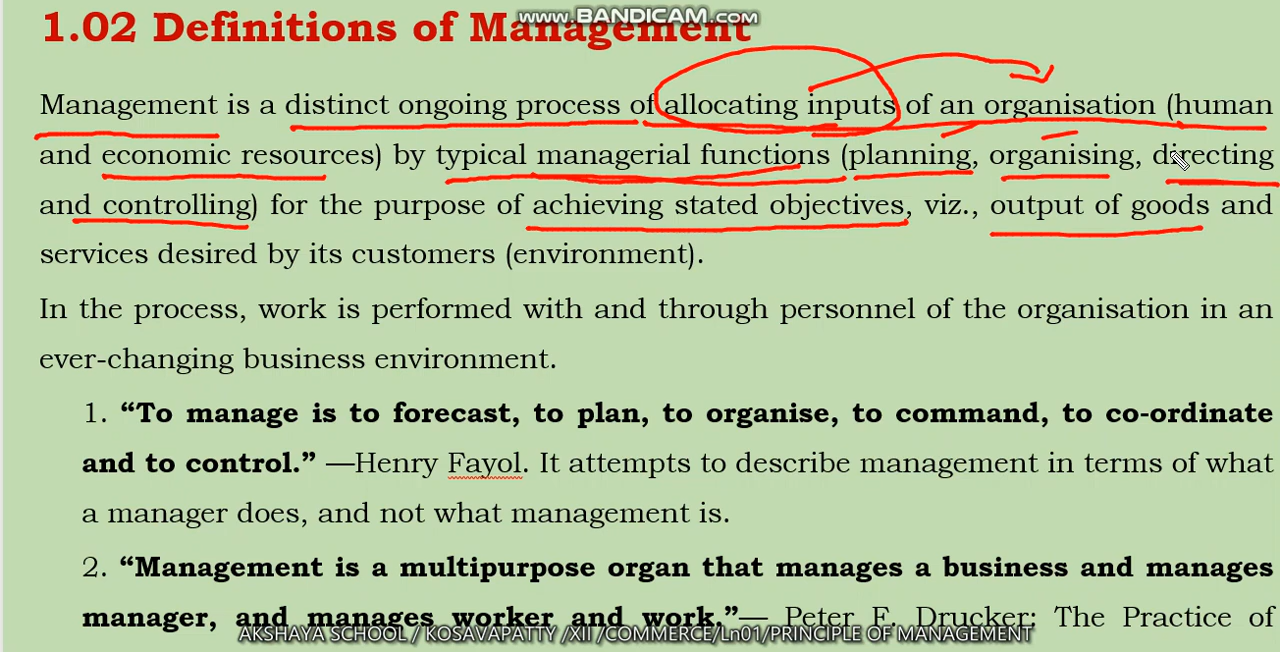 www.BANDICAM.com
1.02 Definitions of Management
Management is a distinct ongoing process of allocating inputs of an organisation (human
and economic resources) by typical managerial functions (planning, organising, directing
and controlling) for the purpose of achieving stated objectives, viz., output of goods and
services desired by its customers (environment).
In the process, work is performed with and through personnel of the organisation in an
ever-changing business environment.
1. “To manage is to forecast, to plan, to organise, to command, to co-ordinate
and to control.” —Henry Fayol. It attempts to describe management in terms of what
a manager does, and not what management is.
2. “Management is a multipurpose organ that manages a business and manages
manager, and manages worker and work.”— Peter F. Drucker: The Practice of
AKSHAYA SCHOOL / KOSAVAPATTY /XII /COMMERCE/Ln01/PRINCIPLE OF MANAGEMENT